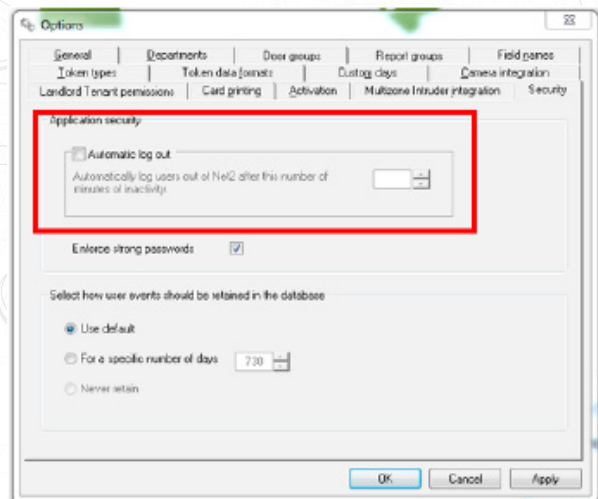 Options
General Departments Door groups Report groups Field names
Token types Token data formats Custom days Camera integration
Landlord Tenant permissions Card printing Activation Multizone Intruder integration Security
Application security
Automatic log out
Automatically log users out of Net2 after this number of
minutes of inactivity.
Enforce strong passwords
Select how user events should be retained in the database
Use default
For a specific number of days 730
Never retain
OK Cancel Apply